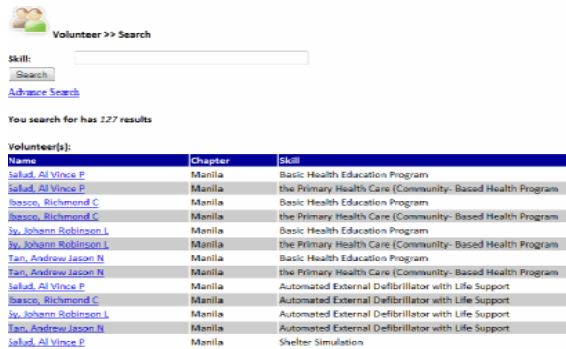 Volunteer >> Search
Skill:
Search
Advance Search
You search for has 127 results
Volunteer(s):
Name Chapter Skill
Salud, Al Vince P Manila Basic Health Education Program
Salud, Al Vince P Manila the Primary Health Care (Community- Based Health Program
Ibasco, Richmond C Manila Basic Health Education Program
Ibasco, Richmond C Manila the Primary Health Care (Community- Based Health Program
Sy, Johann Robinson L Manila Basic Health Education Program
Sy, Johann Robinson L Manila the Primary Health Care (Community- Based Health Program
Tan, Andrew Jason N Manila Basic Health Education Program
Tan, Andrew Jason N Manila the Primary Health Care (Community- Based Health Program
Salud, Al Vince P Manila Automated External Defibrillator with Life Support
Ibasco, Richmond C Manila Automated External Defibrillator with Life Support
Sy, Johann Robinson L Manila Automated External Defibrillator with Life Support
Tan, Andrew Jason N Manila Automated External Defibrillator with Life Support
Salud, Al Vince P Manila Shelter Simulation